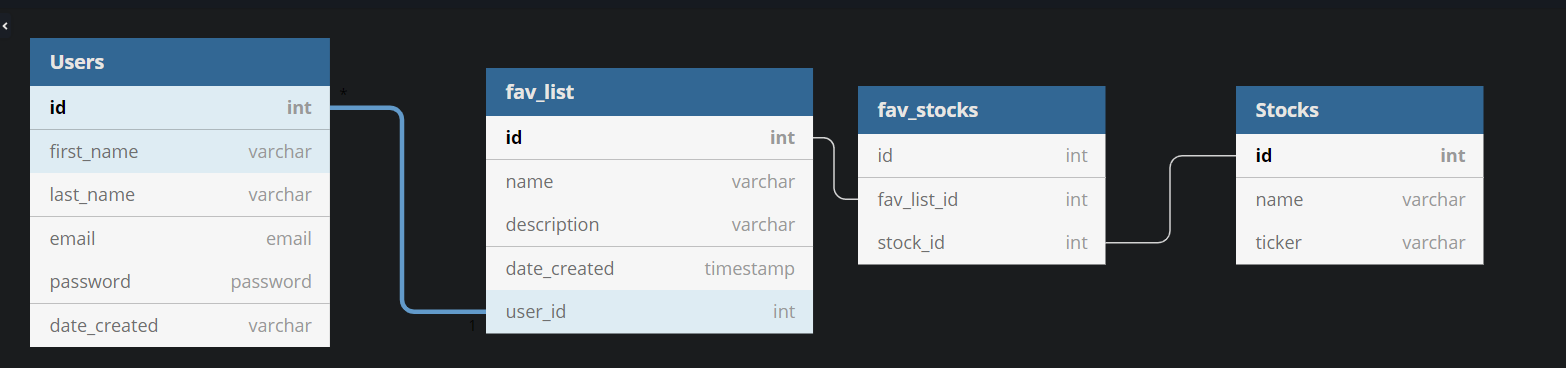 Users
id int
first_name varchar
last_name varchar
email email
password password
date_created varchar
*
1
fav_list
id int
name varchar
description varchar
date_created timestamp
user_id int
fav_stocks
id int
fav_list_id int
stock_id int
Stocks
id int
name varchar
ticker varchar